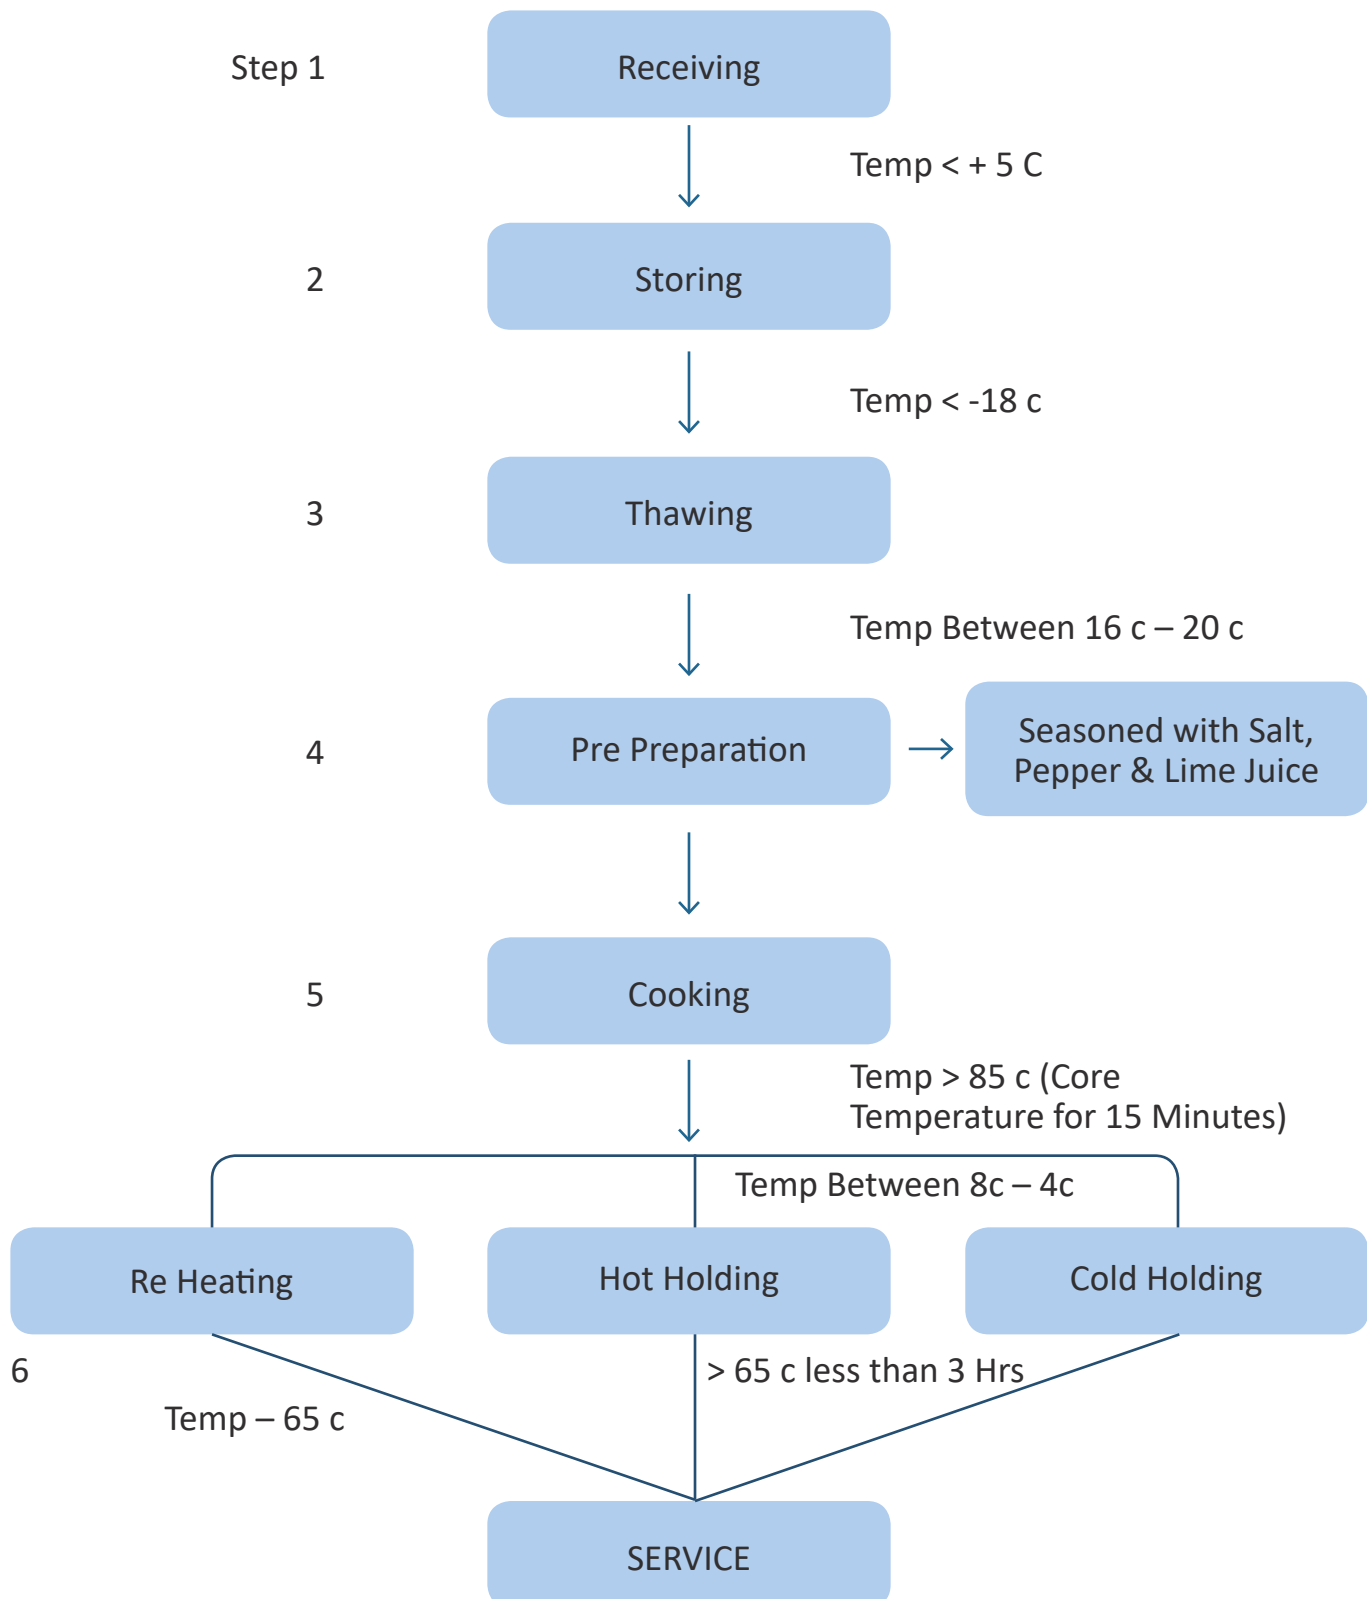 Step 1
Receiving
Temp < + 5 C
2
Storing
Temp < -18 c
3
Thawing
Temp Between 16 c – 20 c
4
Pre Preparation
Seasoned with Salt,
Pepper & Lime Juice
5
Cooking
Temp > 85 c (Core
Temperature for 15 Minutes)
Temp Between 8c – 4c
Re Heating
Hot Holding
Cold Holding
6
> 65 c less than 3 Hrs
Temp – 65 c
SERVICE